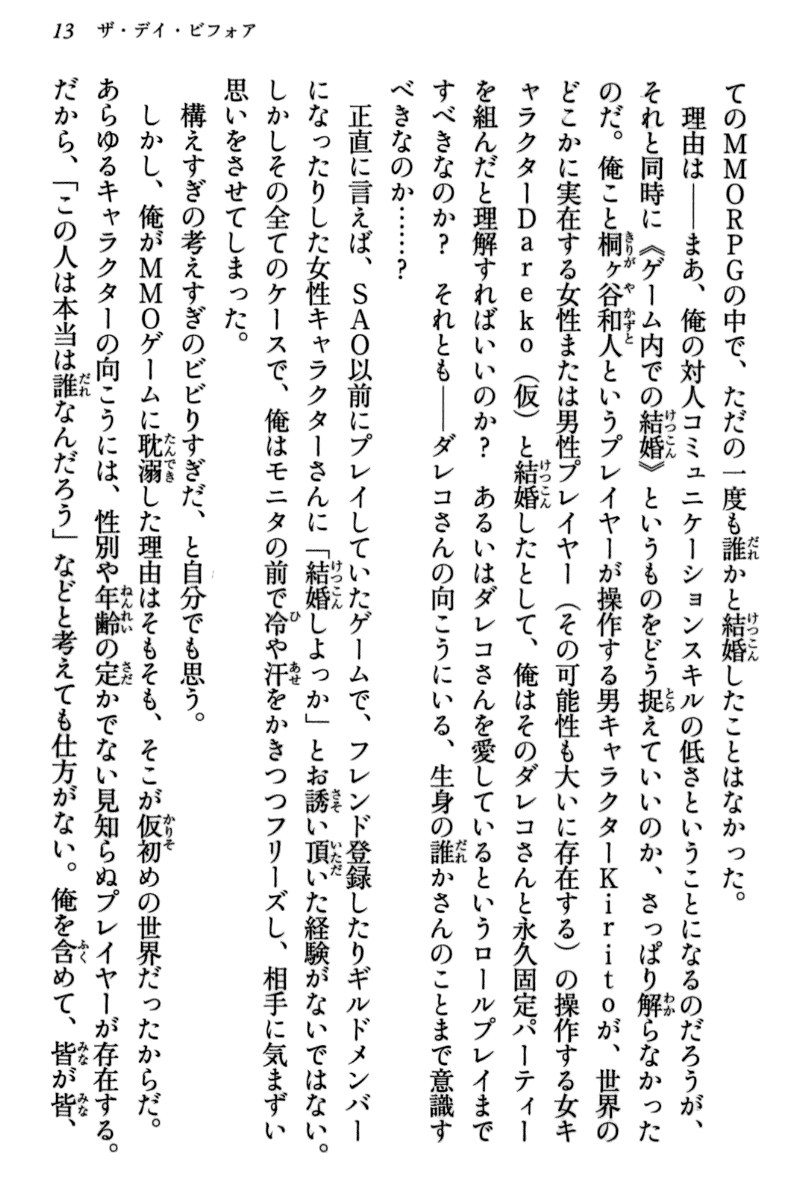 13 ザ・デイ・ビフォア
てのMMORPGの中で、ただの一度も誰かと結婚したことはなかった。
理由は――まあ、俺の対人コミュニケーションスキルの低さということになるのだろうが、
それと同時に《ゲーム内での結婚》というものをどう捉えていいのか、さっぱり解らなかった
のだ。俺こと桐ヶ谷和人というプレイヤーが操作する男キャラクターKiritoが、世界の
どこかに実在する女性または男性プレイヤー（その可能性も大いに存在する）の操作する女キ
ャラクターDareko（仮）と結婚したとして、俺はそのダレコさんと永久固定パーティー
を組んだと理解すればいいのか？　あるいはダレコさんを愛しているというロールプレイまで
すべきなのか？　それとも――ダレコさんの向こうにいる、生身の誰かさんのことまで意識す
べきなのか……？
正直に言えば、SAO以前にプレイしていたゲームで、フレンド登録したりギルドメンバー
になったりした女性キャラクターさんに「結婚しよっか」とお誘い頂いた経験がないではない。
しかしその全てのケースで、俺はモニタの前で冷や汗をかきつつフリーズし、相手に気まずい
思いをさせてしまった。
構えすぎの考えすぎのビビりすぎだ、と自分でも思う。
しかし、俺がMMOゲームに耽溺した理由はそもそも、そこが仮初めの世界だったからだ。
あらゆるキャラクターの向こうには、性別や年齢の定かでない見知らぬプレイヤーが存在する。
だから、「この人は本当は誰なんだろう」などと考えても仕方がない。俺を含めて、皆が皆、